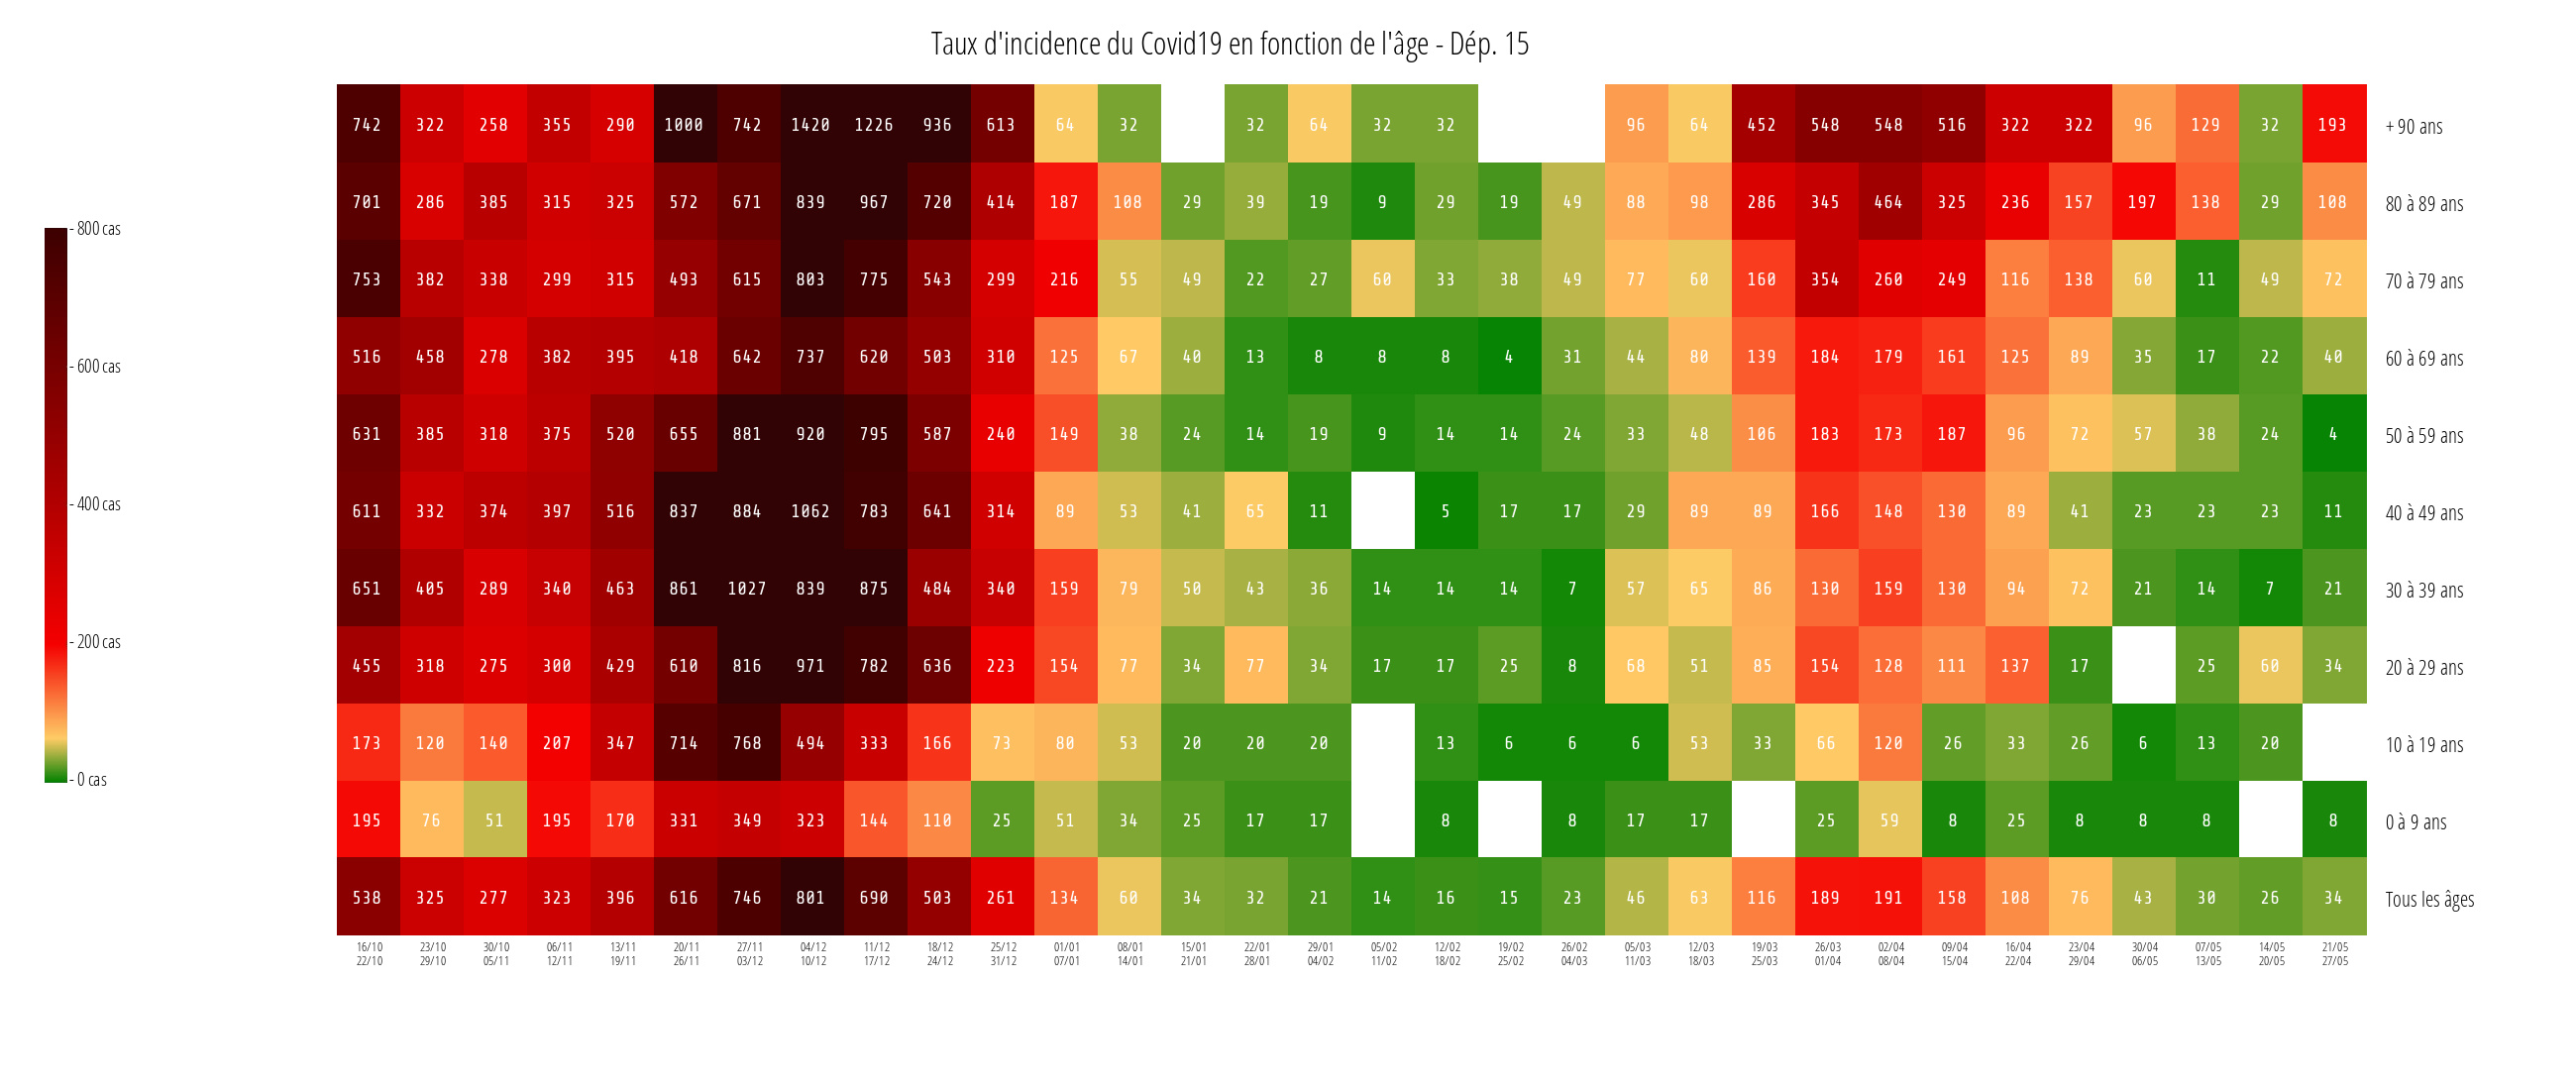 Taux d'incidence du Covid19 en fonction de l'âge - Dép. 15
742 322 258 355 290 1000 742 1420 1226 936 613 64 32 32 64 32 32 96 64 452 548 548 516 322 322 96 129 32 193 + 90 ans
701 286 385 315 325 572 671 839 967 720 414 187 108 29 39 19 9 29 19 49 88 98 286 345 464 325 236 157 197 138 29 108 80 à 89 ans
- 800 cas
753 382 338 299 315 493 615 803 775 543 299 216 55 49 22 27 60 33 38 49 77 60 160 354 260 249 116 138 60 11 49 72 70 à 79 ans
516 458 278 382 395 418 642 737 620 503 310 125 67 40 13 8 8 8 4 31 44 80 139 184 179 161 125 89 35 17 22 40 60 à 69 ans
- 600 cas
631 385 318 375 520 655 881 920 795 587 240 149 38 24 14 19 9 14 14 24 33 48 106 183 173 187 96 72 57 38 24 4 50 à 59 ans
- 400 cas
611 332 374 397 516 837 884 1062 783 641 314 89 53 41 65 11 5 17 17 29 89 89 166 148 130 89 41 23 23 23 11 40 à 49 ans
651 405 289 340 463 861 1027 839 875 484 340 159 79 50 43 36 14 14 14 7 57 65 86 130 159 130 94 72 21 14 7 21 30 à 39 ans
- 200 cas
455 318 275 300 429 610 816 971 782 636 223 154 77 34 77 34 17 17 25 8 68 51 85 154 128 111 137 17 25 60 34 20 à 29 ans
173 120 140 207 347 714 768 494 333 166 73 80 53 20 20 20 13 6 6 6 53 33 66 120 26 33 26 6 13 20 10 à 19 ans
- 0 cas
195 76 51 195 170 331 349 323 144 110 25 51 34 25 17 17 8 8 17 17 25 59 8 25 8 8 8 8 0 à 9 ans
538 325 277 323 396 616 746 801 690 503 261 134 60 34 32 21 14 16 15 23 46 63 116 189 191 158 108 76 43 30 26 34 Tous les âges
16/10 23/10 30/10 06/11 13/11 20/11 27/11 04/12 11/12 18/12 25/12 01/01 08/01 15/01 22/01 29/01 05/02 12/02 19/02 26/02 05/03 12/03 19/03 26/03 02/04 09/04 16/04 23/04 30/04 07/05 14/05 21/05
22/10 29/10 05/11 12/11 19/11 26/11 03/12 10/12 17/12 24/12 31/12 07/01 14/01 21/01 28/01 04/02 11/02 18/02 25/02 04/03 11/03 18/03 25/03 01/04 08/04 15/04 22/04 29/04 06/05 13/05 20/05 27/05